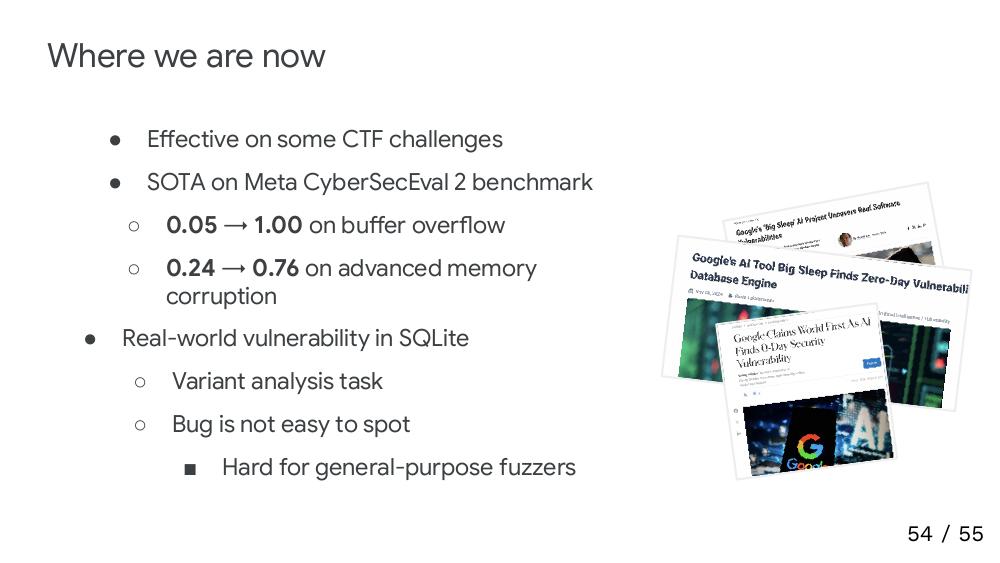 Where we are now
● Effective on some CTF challenges
● SOTA on Meta CyberSecEval 2 benchmark
○ 0.05 → 1.00 on buffer overflow
○ 0.24 → 0.76 on advanced memory
corruption
● Real-world vulnerability in SQLite
○ Variant analysis task
○ Bug is not easy to spot
■ Hard for general-purpose fuzzers
Google's 'Big Sleep' AI Project Uncovers Real Software
Vulnerabilities
Google's AI Tool Big Sleep Finds Zero-Day Vulnerabili
Database Engine
Google Claims World First As AI
Finds 0-Day Security
Vulnerability
AI
G
Google
54 / 55